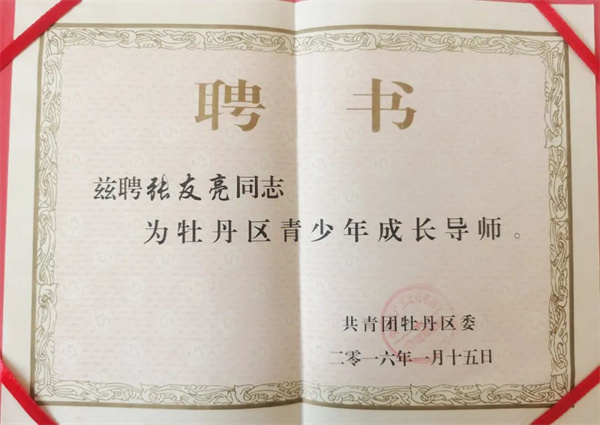 聘书
兹聘张友亮同志
为牡丹区青少年成长导师。
共青团牡丹区委
二零一六年一月十五日